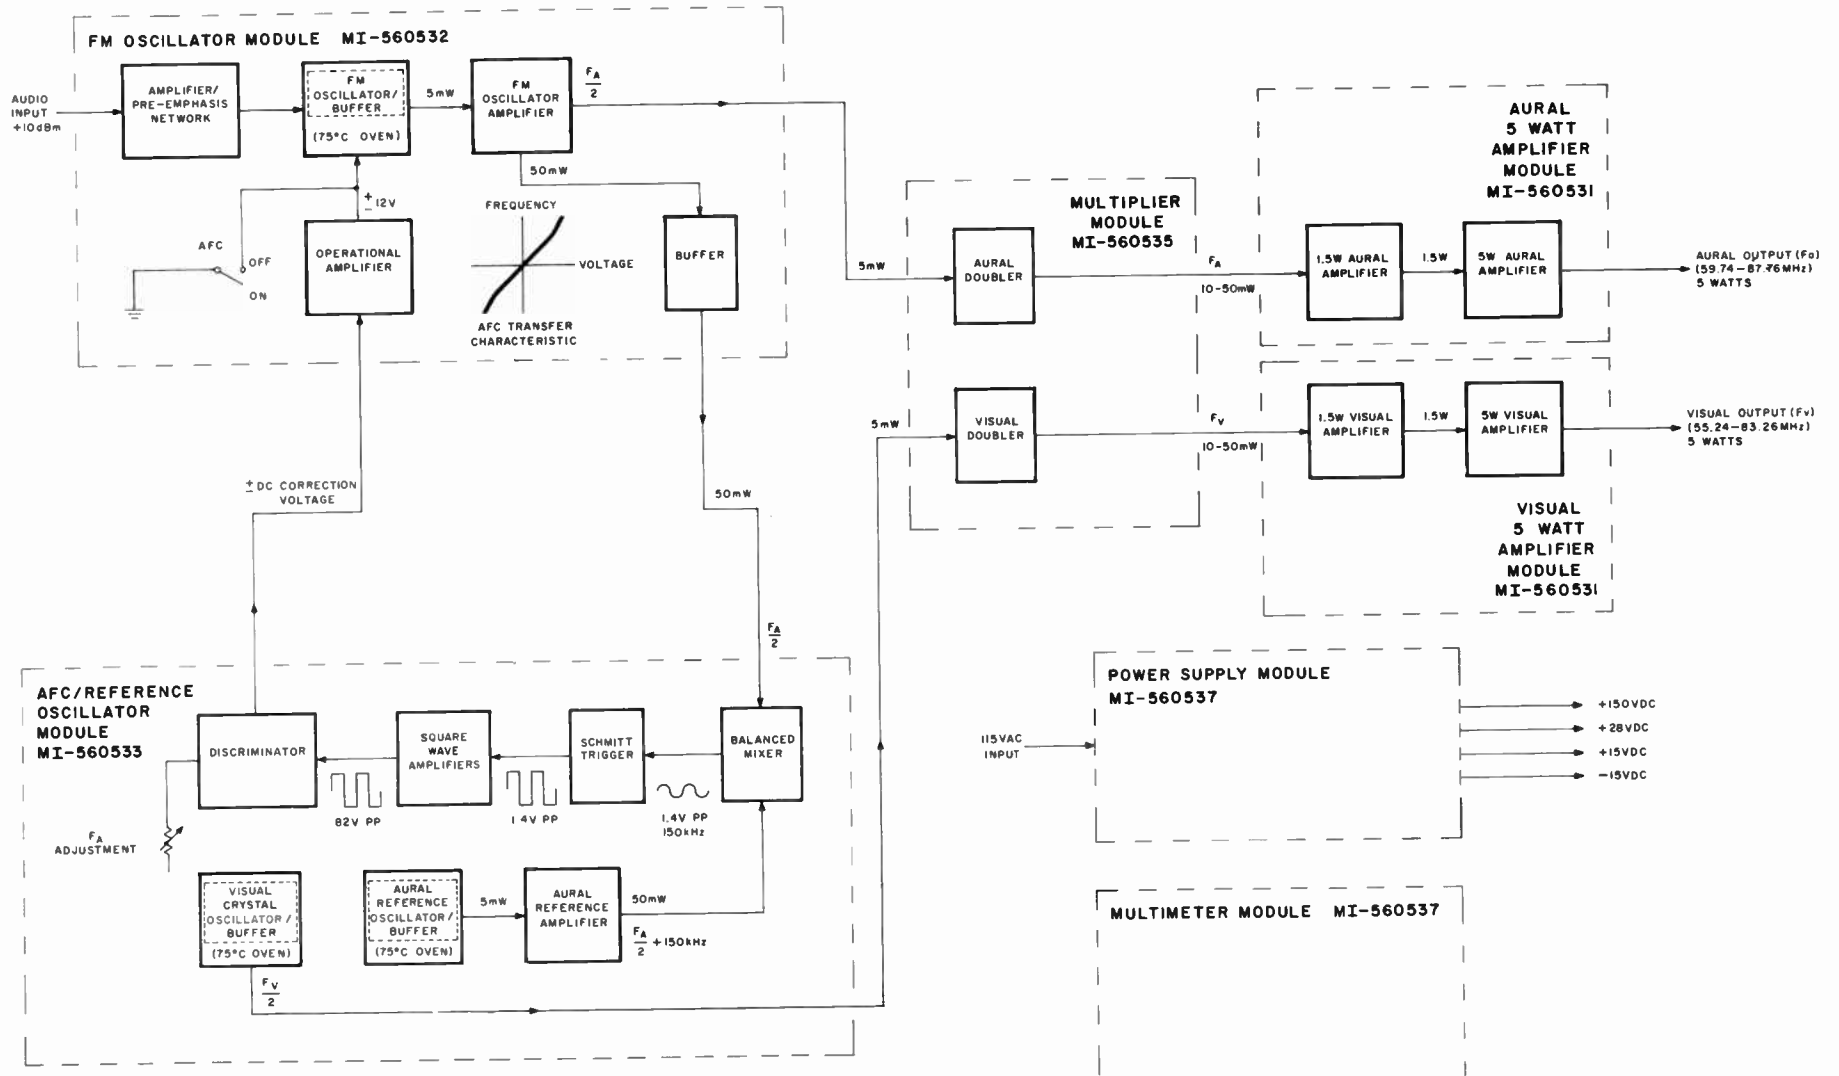 FM OSCILLATOR MODULE MI-560532
AUDIO
INPUT
+10dBm
AMPLIFIER/
PRE-EMPHASIS
NETWORK
FM
OSCILLATOR/
BUFFER
(75°C OVEN)
5mW
FM
OSCILLATOR
AMPLIFIER
FA
2
50mW
± 12V
AFC
OFF
ON
OPERATIONAL
AMPLIFIER
FREQUENCY
VOLTAGE
AFC TRANSFER
CHARACTERISTIC
BUFFER
5mW
MULTIPLIER
MODULE
MI-560535
AURAL
DOUBLER
FA
10-50mW
AURAL
5 WATT
AMPLIFIER
MODULE
MI-560531
1.5W AURAL
AMPLIFIER
1.5W
5W AURAL
AMPLIFIER
AURAL OUTPUT (Fa)
(59.74-87.76MHz)
5 WATTS
5mW
VISUAL
DOUBLER
FV
10-50mW
1.5W VISUAL
AMPLIFIER
1.5W
5W VISUAL
AMPLIFIER
VISUAL OUTPUT (Fv)
(55.24-83.26MHz)
5 WATTS
VISUAL
5 WATT
AMPLIFIER
MODULE
MI-560531
± DC CORRECTION
VOLTAGE
50mW
FA
2
AFC/REFERENCE
OSCILLATOR
MODULE
MI-560533
DISCRIMINATOR
SQUARE
WAVE
AMPLIFIERS
SCHMITT
TRIGGER
BALANCED
MIXER
82V PP
1.4V PP
1.4V PP
150kHz
FA
ADJUSTMENT
VISUAL
CRYSTAL
OSCILLATOR/
BUFFER
(75°C OVEN)
AURAL
REFERENCE
OSCILLATOR/
BUFFER
(75°C OVEN)
5mW
AURAL
REFERENCE
AMPLIFIER
50mW
FA
2 +150kHz
FV
2
POWER SUPPLY MODULE
MI-560537
115VAC
INPUT
+150VDC
+28VDC
+15VDC
-15VDC
MULTIMETER MODULE MI-560537